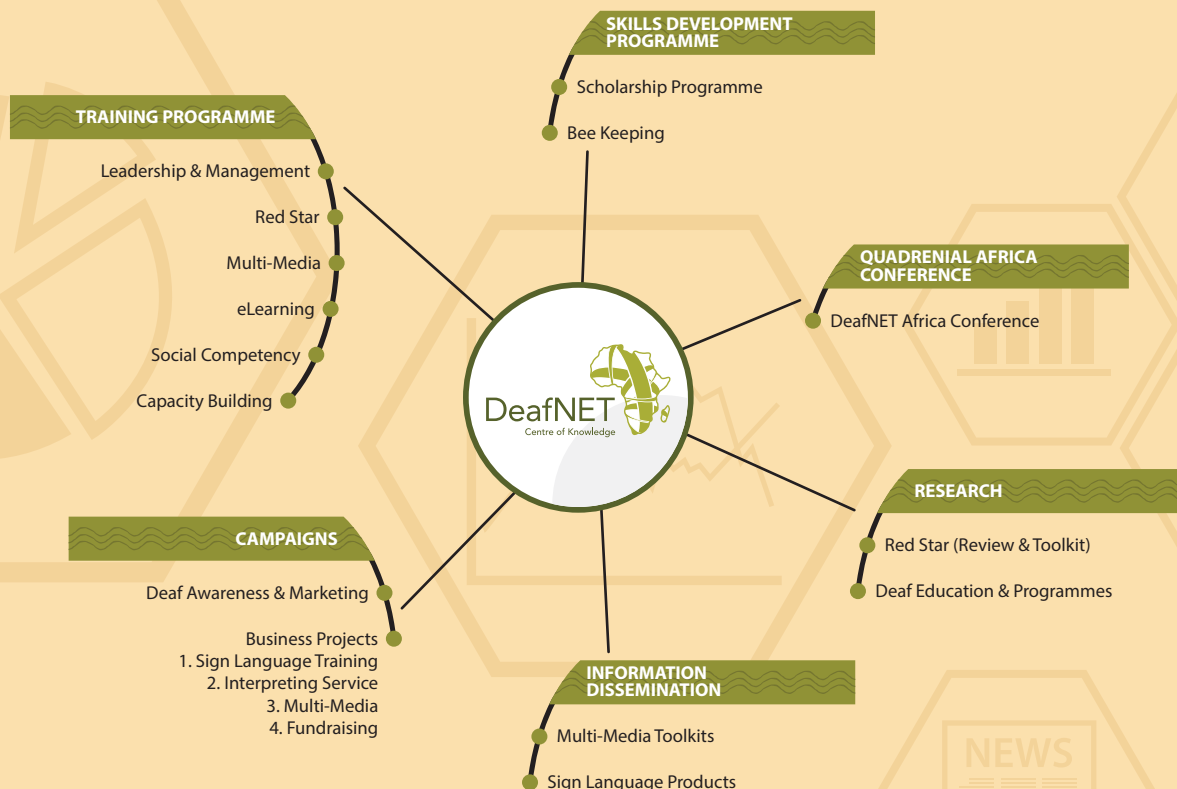 SKILLS DEVELOPMENT
PROGRAMME
Scholarship Programme
Bee Keeping
TRAINING PROGRAMME
Leadership & Management
Red Star
Multi-Media
eLearning
Social Competency
Capacity Building
QUADRENIAL AFRICA
CONFERENCE
DeafNET Africa Conference
DeafNET
Centre of Knowledge
RESEARCH
Red Star (Review & Toolkit)
Deaf Education & Programmes
CAMPAIGNS
Deaf Awareness & Marketing
Business Projects
1. Sign Language Training
2. Interpreting Service
3. Multi-Media
4. Fundraising
INFORMATION
DISSEMINATION
Multi-Media Toolkits
Sign Language Products
NEWS